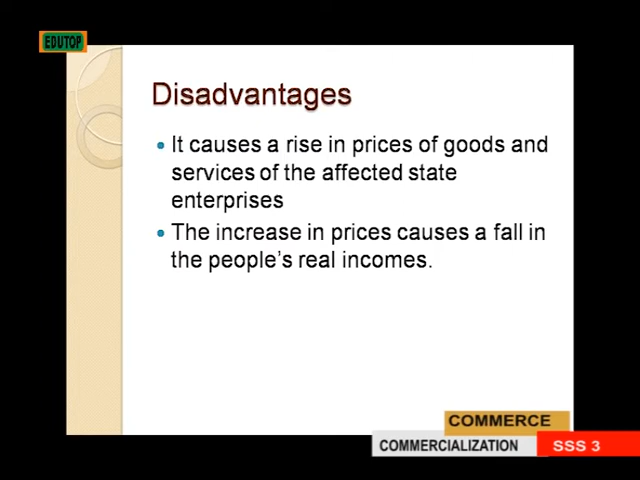 EDUTOP
Disadvantages
It causes a rise in prices of goods and
services of the affected state
enterprises
The increase in prices causes a fall in
the people's real incomes.
COMMERCE
COMMERCIALIZATION
SSS 3